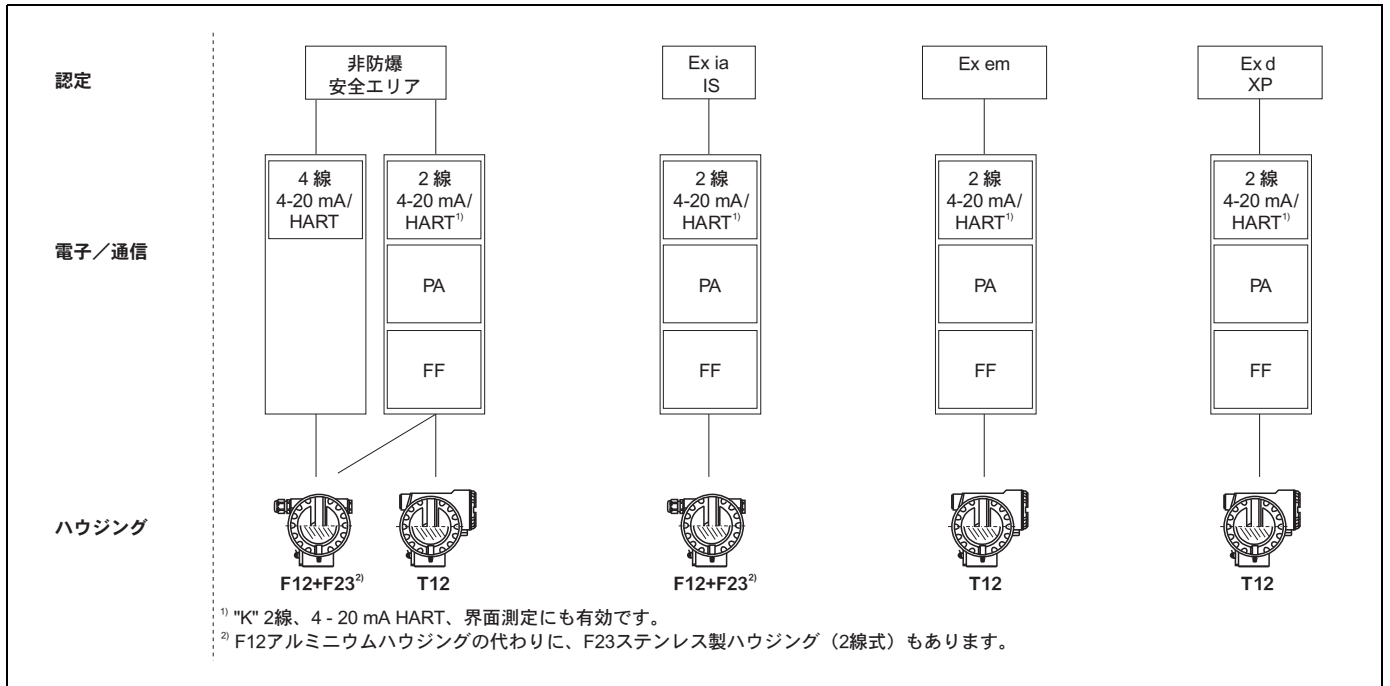 認定
非防爆
安全エリア
Ex ia
IS
Ex em
Ex d
XP
電子／通信
4 線
4-20 mA/
HART
2 線
4-20 mA/
HART1)
PA
FF
2 線
4-20 mA/
HART1)
PA
FF
2 線
4-20 mA/
HART1)
PA
FF
2 線
4-20 mA/
HART1)
PA
FF
ハウジング
F12+F232)
T12
F12+F232)
T12
T12
1) "K" 2線、4 - 20 mA HART、界面測定にも有効です。
2) F12アルミニウムハウジングの代わりに、F23ステンレス製ハウジング（2線式）もあります。